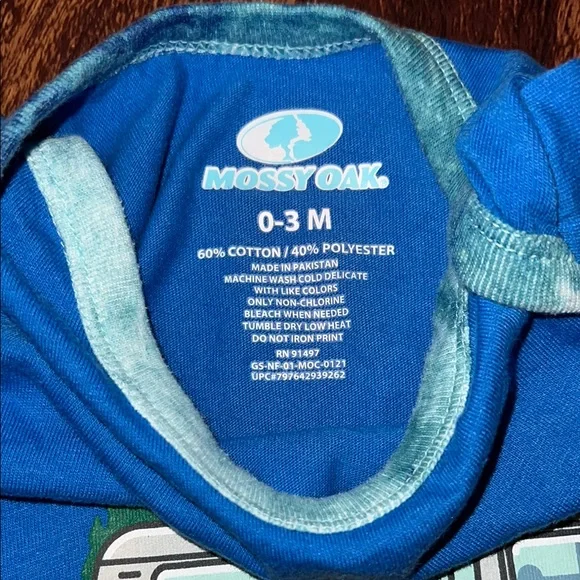 MOSSY OAK®
0-3 M
60% COTTON / 40% POLYESTER
MADE IN PAKISTAN
MACHINE WASH COLD DELICATE
WITH LIKE COLORS
ONLY NON-CHLORINE
BLEACH WHEN NEEDED
TUMBLE DRY LOW HEAT
DO NOT IRON PRINT
RN 91497
GS-NF-01-MOC-0121
UPC#797642939262